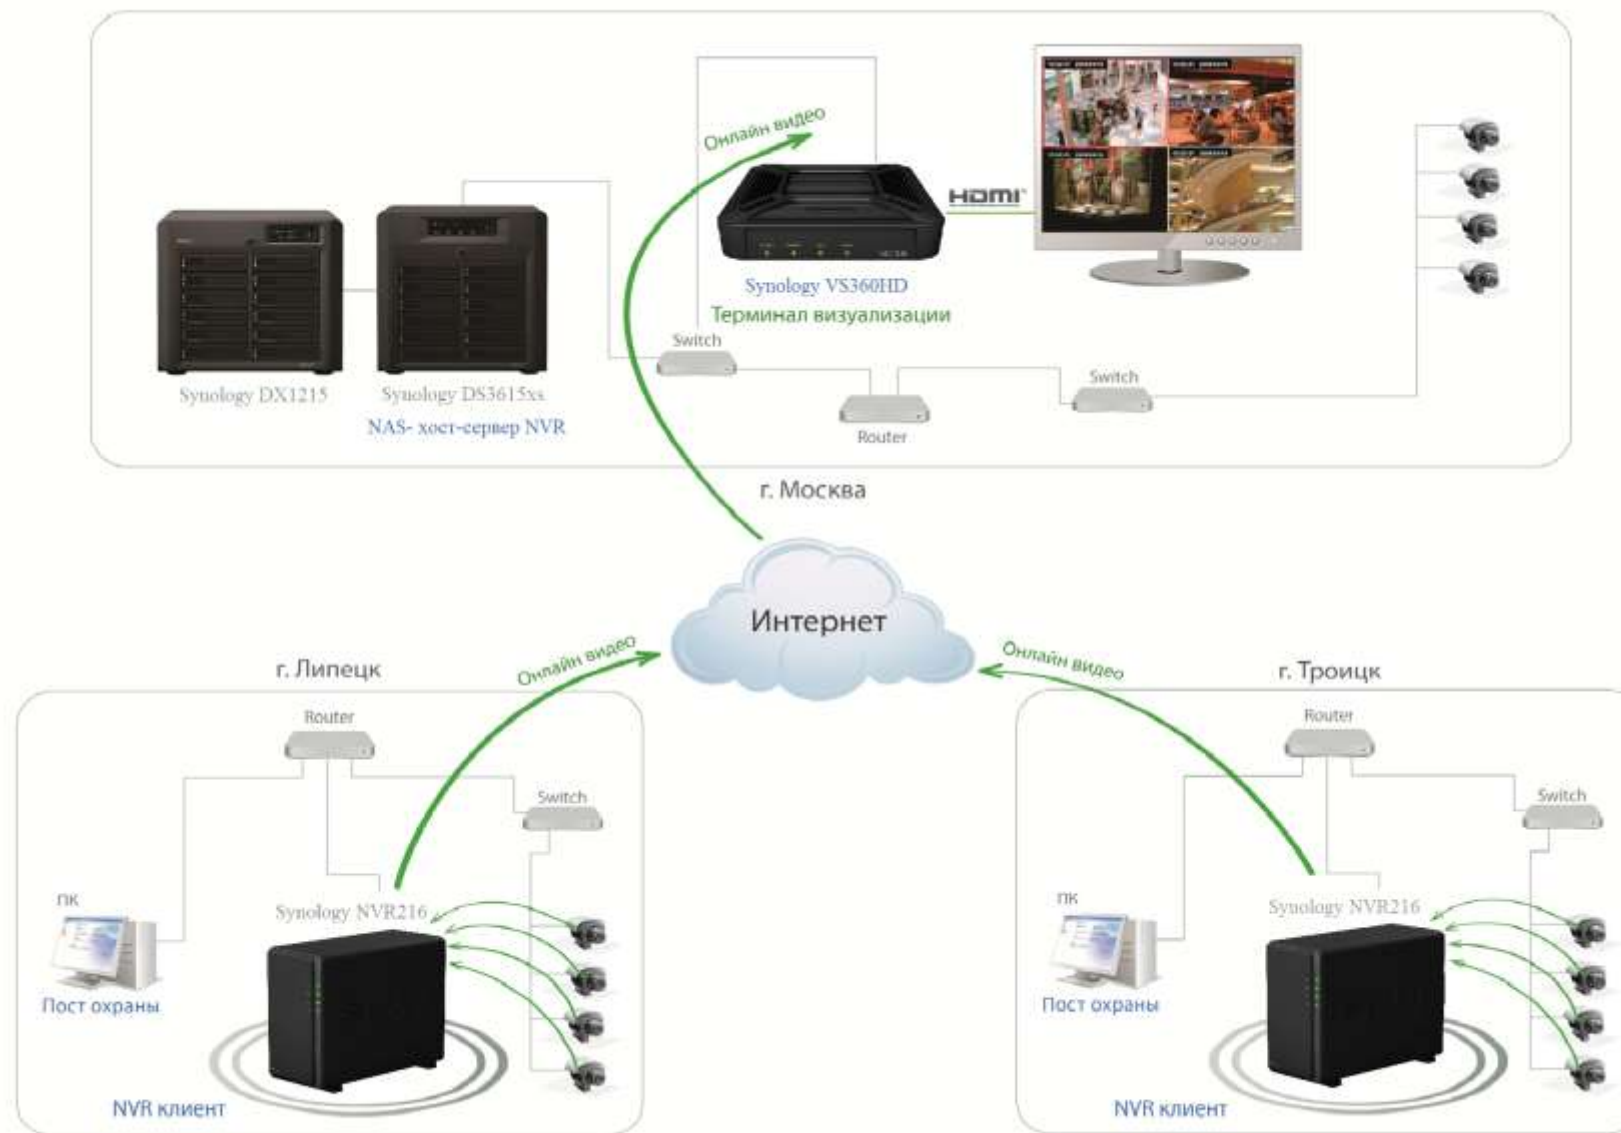 Онлайн видео
HDMI
Synology VS360HD
Терминал визуализации
Switch
Synology DX1215
Synology DS3615xs
NAS- хост-сервер NVR
Router
Switch
г. Москва
Интернет
г. Липецк
Онлайн видео
Router
Switch
ПК
Synology NVR216
Пост охраны
NVR клиент
Онлайн видео
г. Троицк
Router
Switch
ПК
Synology NVR216
Пост охраны
NVR клиент